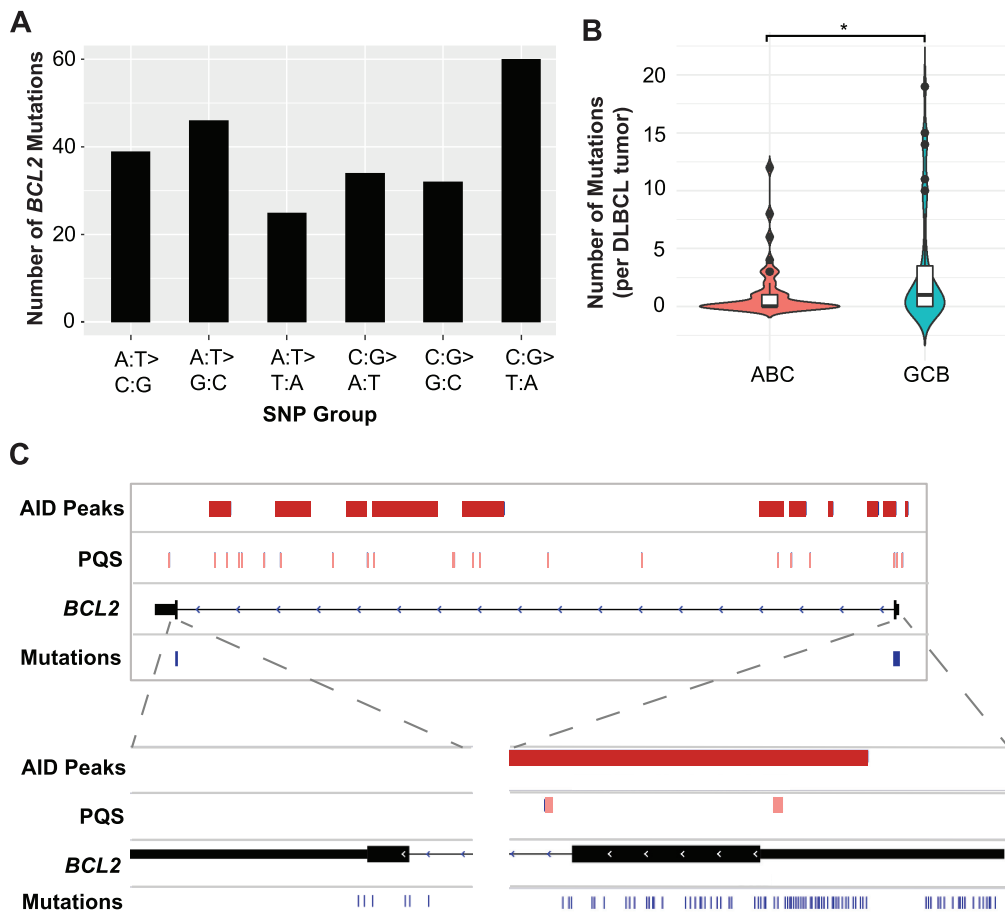 A
Number of BCL2 Mutations
60
40
20
0
A:T>
C:G
A:T>
G:C
A:T>
T:A
C:G>
A:T
C:G>
G:C
C:G>
T:A
SNP Group
B
*
Number of Mutations
(per DLBCL tumor)
20
15
10
5
0
ABC
GCB
C
AID Peaks
PQS
BCL2
Mutations
AID Peaks
PQS
BCL2
Mutations